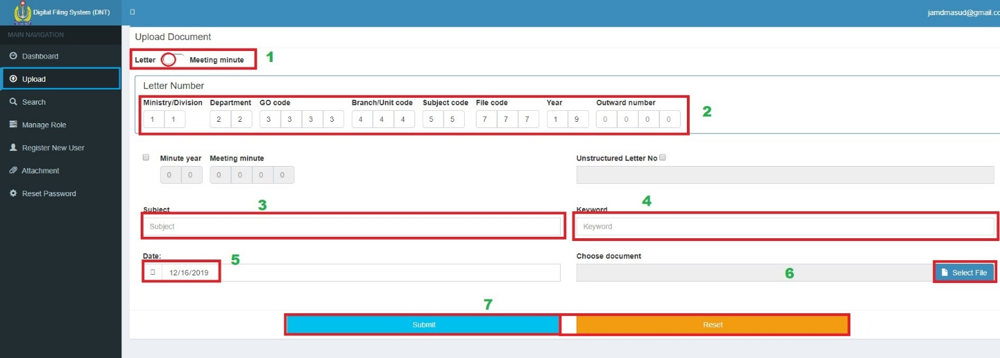 Digital Filing System (DNT)
jamdmasud@gmail.co
MAIN NAVIGATION
Dashboard
Upload
Search
Manage Role
Register New User
Attachment
Reset Password
Upload Document
Letter Meeting minute 1
Letter Number
Ministry/Division Department GO code Branch/Unit code Subject code File code Year Outward number 2
1 1 2 2 3 3 3 3 4 4 4 5 5 7 7 7 1 9 0 0 0 0
Minute year Meeting minute Unstructured Letter No
0 0 0 0 0 0
3 4
Subject Keyword
Subject Keyword
Date: 5 Choose document
12/16/2019 6 Select File
7
Submit Reset